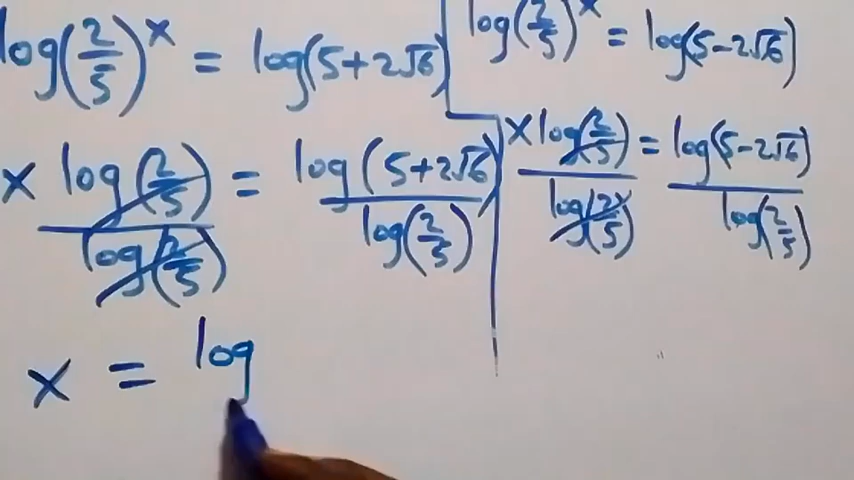 log(2/5)^x = log(5+2√6)
x log(2/5) / log(2/5) = log(5+2√6) / log(2/5)
x = log
log(2/5)^x = log(5-2√6)
x log(2/5) / log(2/5) = log(5-2√6) / log(2/5)